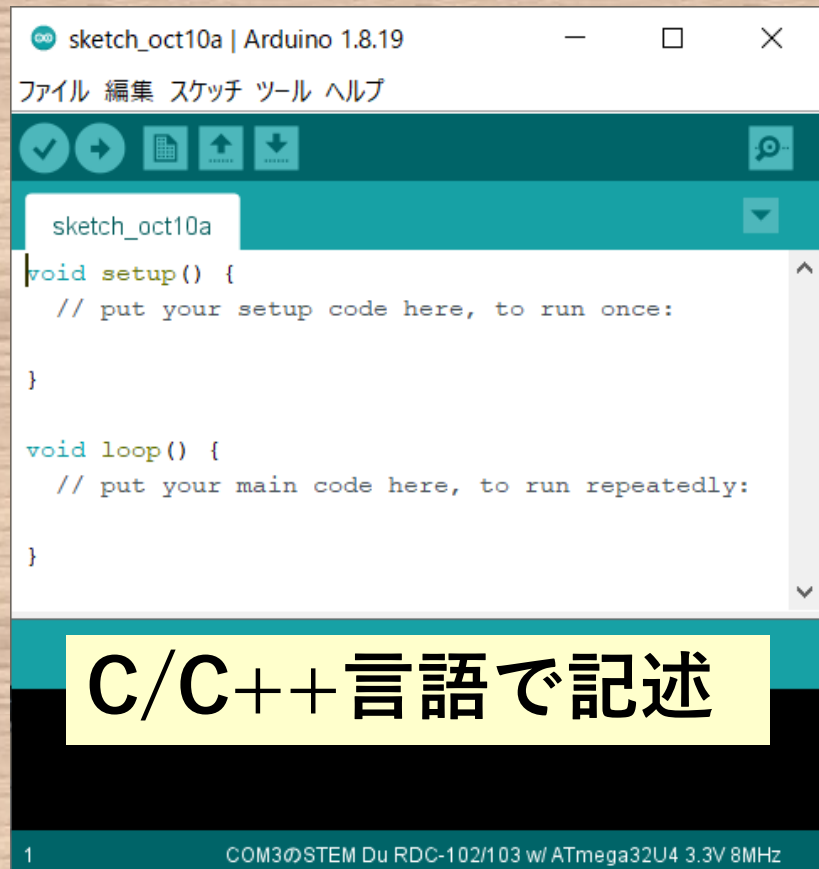 sketch_oct10a | Arduino 1.8.19
ファイル 編集 スケッチ ツール ヘルプ
sketch_oct10a
void setup() {
  // put your setup code here, to run once:
}
void loop() {
  // put your main code here, to run repeatedly:
}
C/C++言語で記述
1 COM3のSTEM Du RDC-102/103 w/ ATmega32U4 3.3V 8MHz